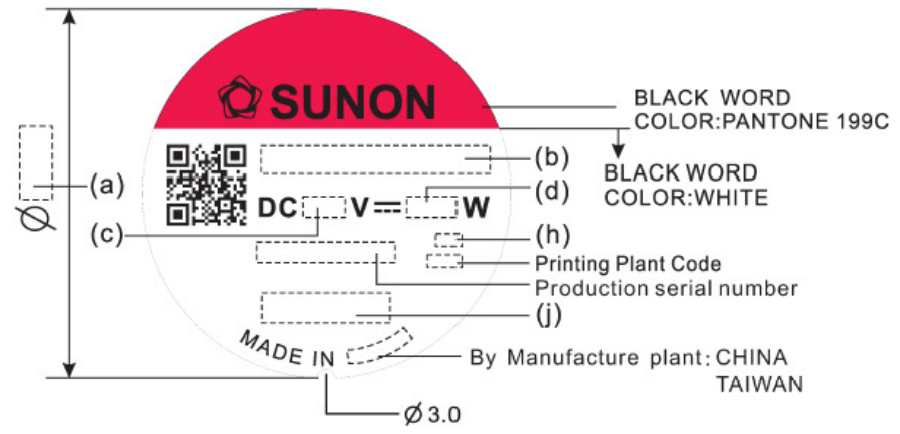 SUNON
BLACK WORD
COLOR:PANTONE 199C
(b)
BLACK WORD
COLOR:WHITE
(a)
Ø
(d)
DC V W
(c)
(h)
Printing Plant Code
Production serial number
(j)
MADE IN
By Manufacture plant: CHINA
TAIWAN
Ø 3.0